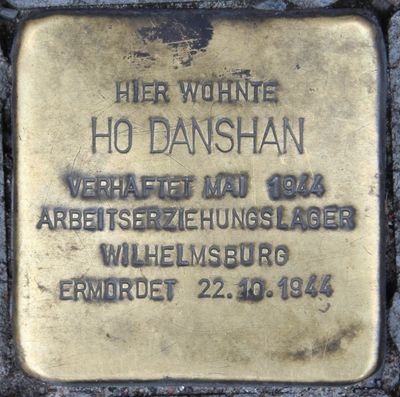 HIER WOHNTE
HO DANSHAN
VERHAFTET MAI 1944
ARBEITSERZIEHUNGSLAGER
WILHELMSBURG
ERMORDET 22.10.1944